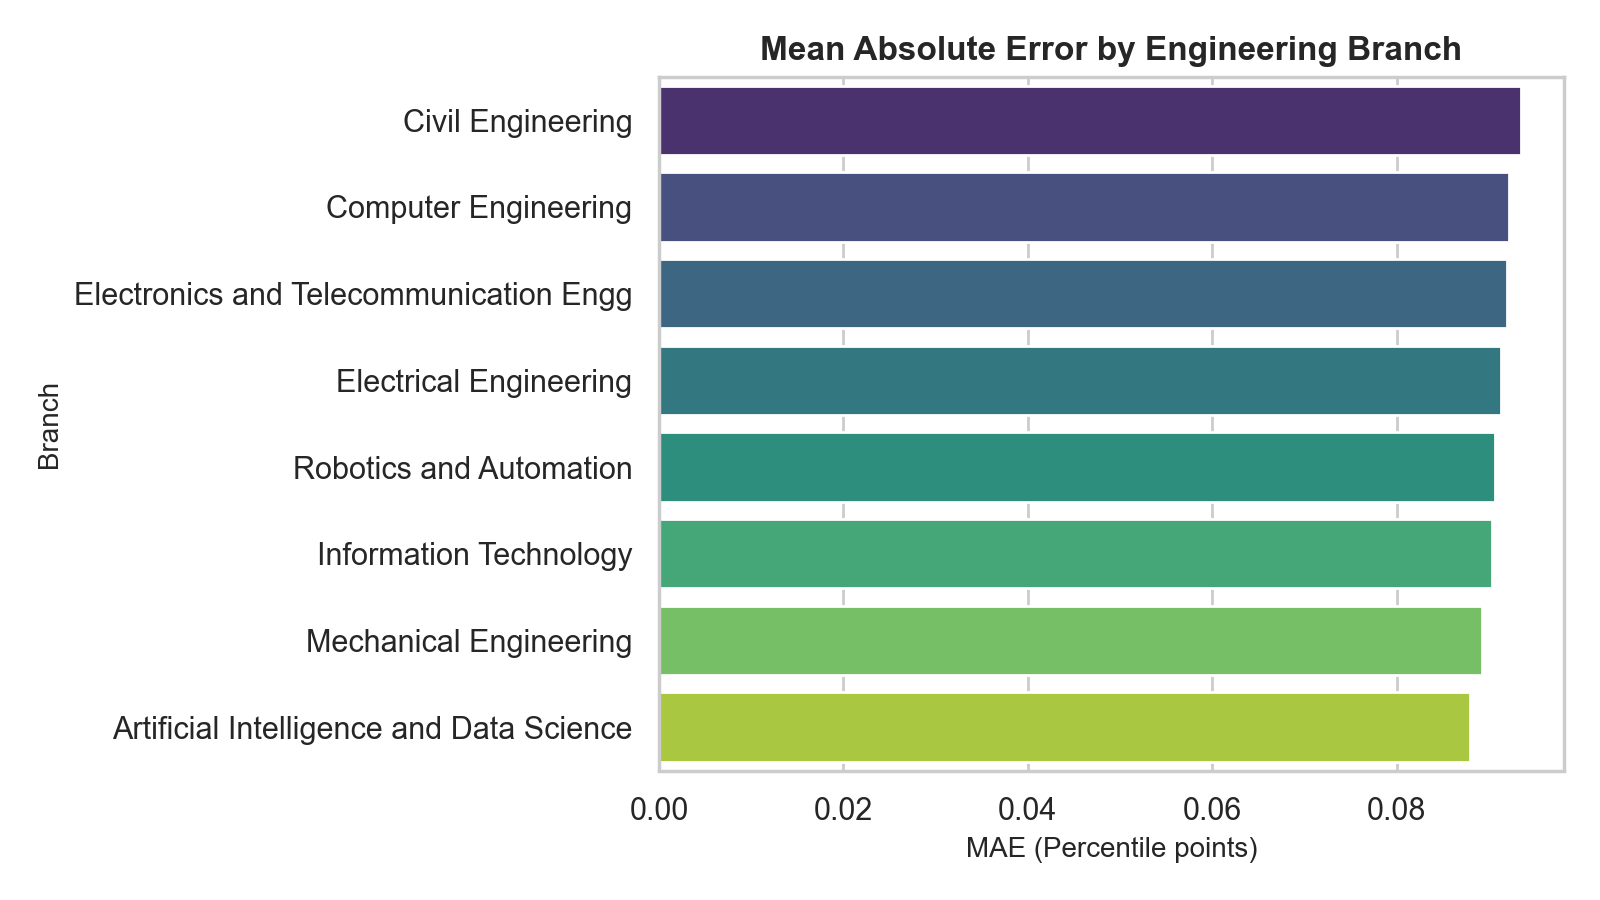 Mean Absolute Error by Engineering Branch
Civil Engineering
Computer Engineering
Electronics and Telecommunication Engg
Electrical Engineering
Robotics and Automation
Information Technology
Mechanical Engineering
Artificial Intelligence and Data Science
Branch
0.00 0.02 0.04 0.06 0.08
MAE (Percentile points)